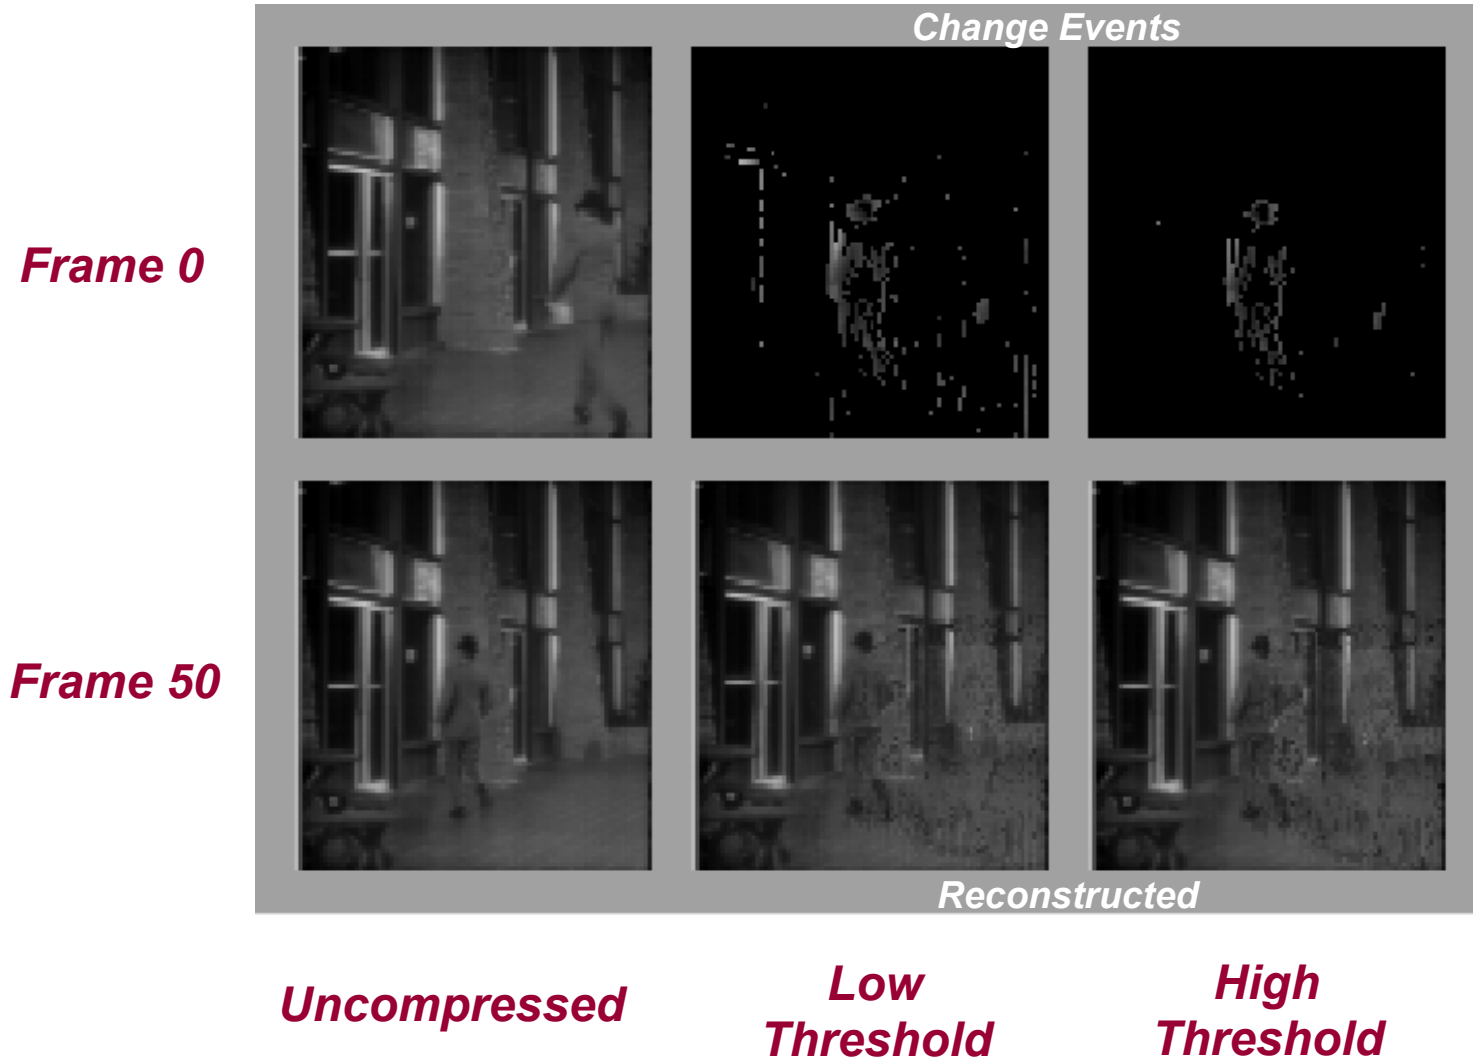 Change Events
Frame 0
Frame 50
Reconstructed
Uncompressed
Low
Threshold
High
Threshold